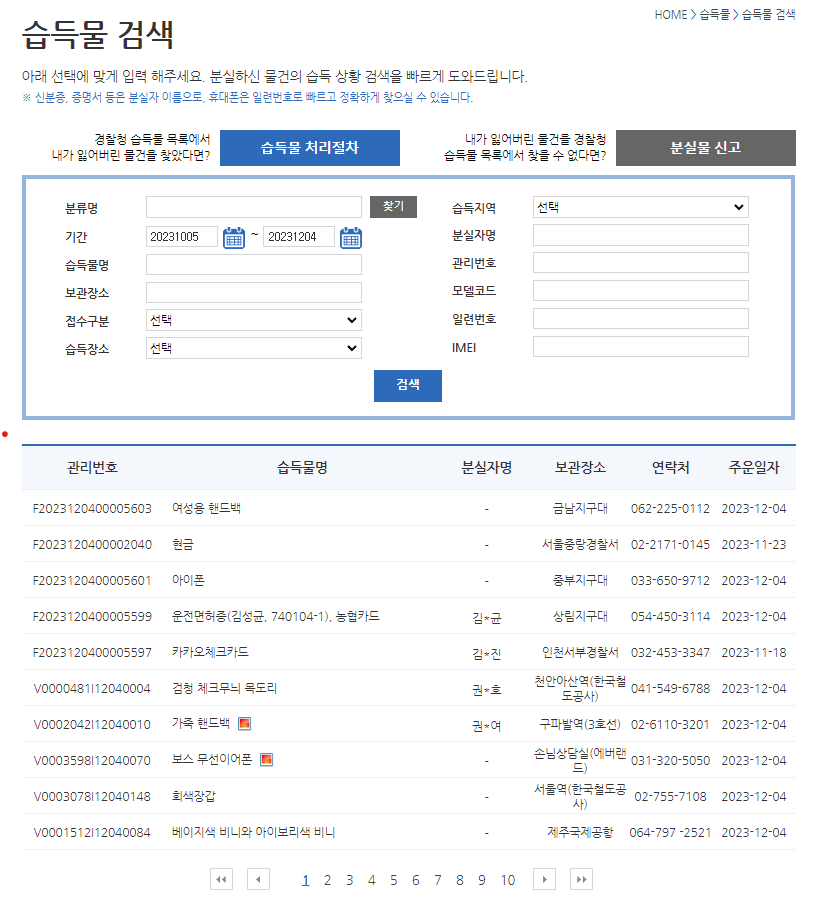 HOME > 습득물 > 습득물 검색
습득물 검색
아래 선택에 맞게 입력 해주세요. 분실하신 물건의 습득 상황 검색을 빠르게 도와드립니다.
※ 신분증, 증명서 등은 분실자 이름으로, 휴대폰은 일련번호로 빠르고 정확하게 찾으실 수 있습니다.
경찰청 습득물 목록에서
내가 잃어버린 물건을 찾았다면?
습득물 처리절차
내가 잃어버린 물건을 경찰청
습득물 목록에서 찾을 수 없다면?
분실물 신고
분류명 찾기 습득지역 선택
기간 20231005 ~ 20231204 분실자명
습득물명 관리번호
보관장소 모델코드
접수구분 선택 일련번호
습득장소 선택 IMEI
검색
관리번호 습득물명 분실자명 보관장소 연락처 주운일자
F2023120400005603 여성용 핸드백 - 금남지구대 062-225-0112 2023-12-04
F2023120400002040 현금 - 서울중랑경찰서 02-2171-0145 2023-11-23
F2023120400005601 아이폰 - 중부지구대 033-650-9712 2023-12-04
F2023120400005599 운전면허증(김성균, 740104-1), 농협카드 김*균 상림지구대 054-450-3114 2023-12-04
F2023120400005597 카카오체크카드 김*진 인천서부경찰서 032-453-3347 2023-11-18
V0000481I12040004 검청 체크무늬 목도리 권*호 천안아산역(한국철
도공사) 041-549-6788 2023-12-04
V0002042I12040010 가죽 핸드백 권*여 구파발역(3호선) 02-6110-3201 2023-12-04
V0003598I12040070 보스 무선이어폰 - 손님상담실(에버랜
드) 031-320-5050 2023-12-04
V0003078I12040148 회색장갑 - 서울역(한국철도공
사) 02-755-7108 2023-12-04
V0001512I12040084 베이지색 비니와 아이보리색 비니 - 제주국제공항 064-797 -2521 2023-12-04
1 2 3 4 5 6 7 8 9 10